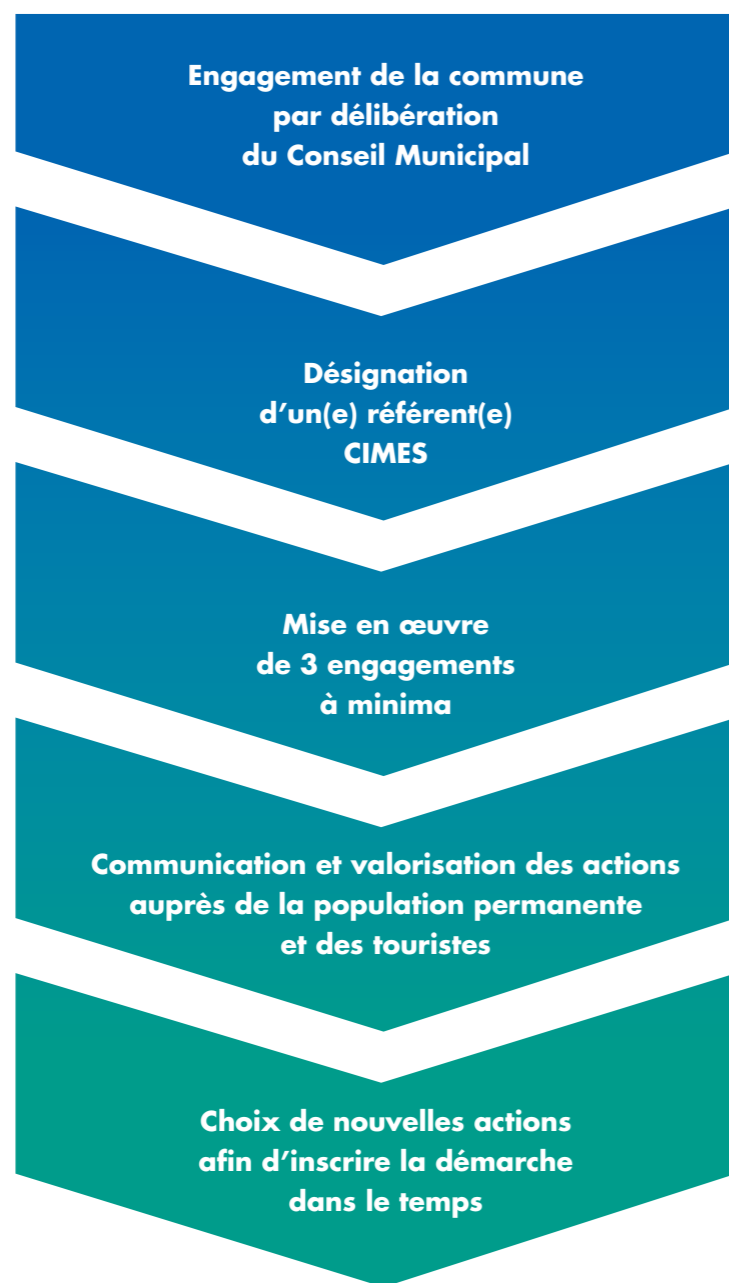 Engagement de la commune
par délibération
du Conseil Municipal
Désignation
d’un(e) référent(e)
CIMES
Mise en œuvre
de 3 engagements
à minima
Communication et valorisation des actions
auprès de la population permanente
et des touristes
Choix de nouvelles actions
afin d’inscrire la démarche
dans le temps